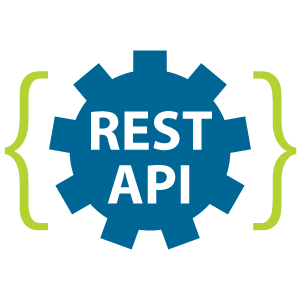 { REST
API }